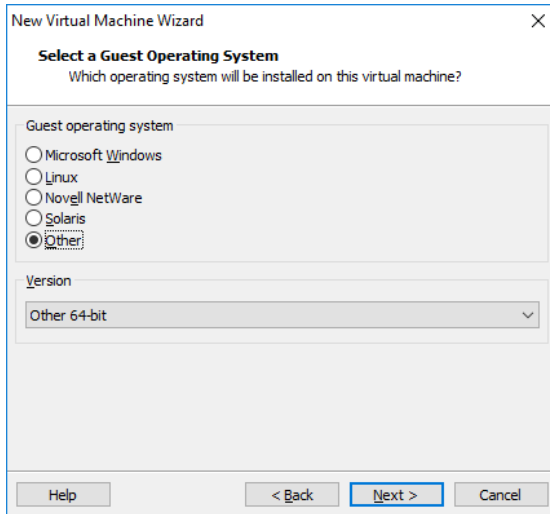 New Virtual Machine Wizard
Select a Guest Operating System
Which operating system will be installed on this virtual machine?
Guest operating system
Microsoft Windows
Linux
Novell NetWare
Solaris
Other
Version
Other 64-bit
Help
< Back
Next >
Cancel